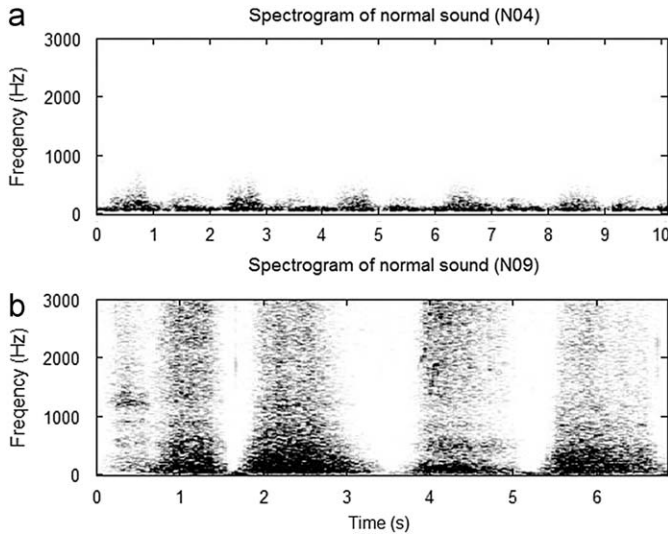 a
Spectrogram of normal sound (N04)
3000
2000
1000
0
Freqency (Hz)
0 1 2 3 4 5 6 7 8 9 10
b
Spectrogram of normal sound (N09)
3000
2000
1000
0
Freqency (Hz)
0 1 2 3 4 5 6
Time (s)